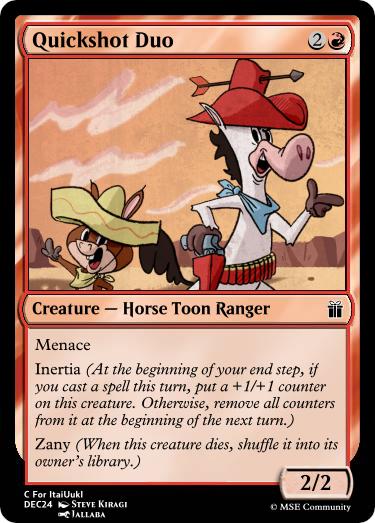 Quickshot Duo 2
Creature — Horse Toon Ranger
Menace
Inertia (At the beginning of your end step, if
you cast a spell this turn, put a +1/+1 counter
on this creature. Otherwise, remove all counters
from it at the beginning of the next turn.)
Zany (When this creature dies, shuffle it into its
owner's library.)
2/2
C For ItaiUukI
DEC24 Steve Kiragi
Jallaba
© MSE Community